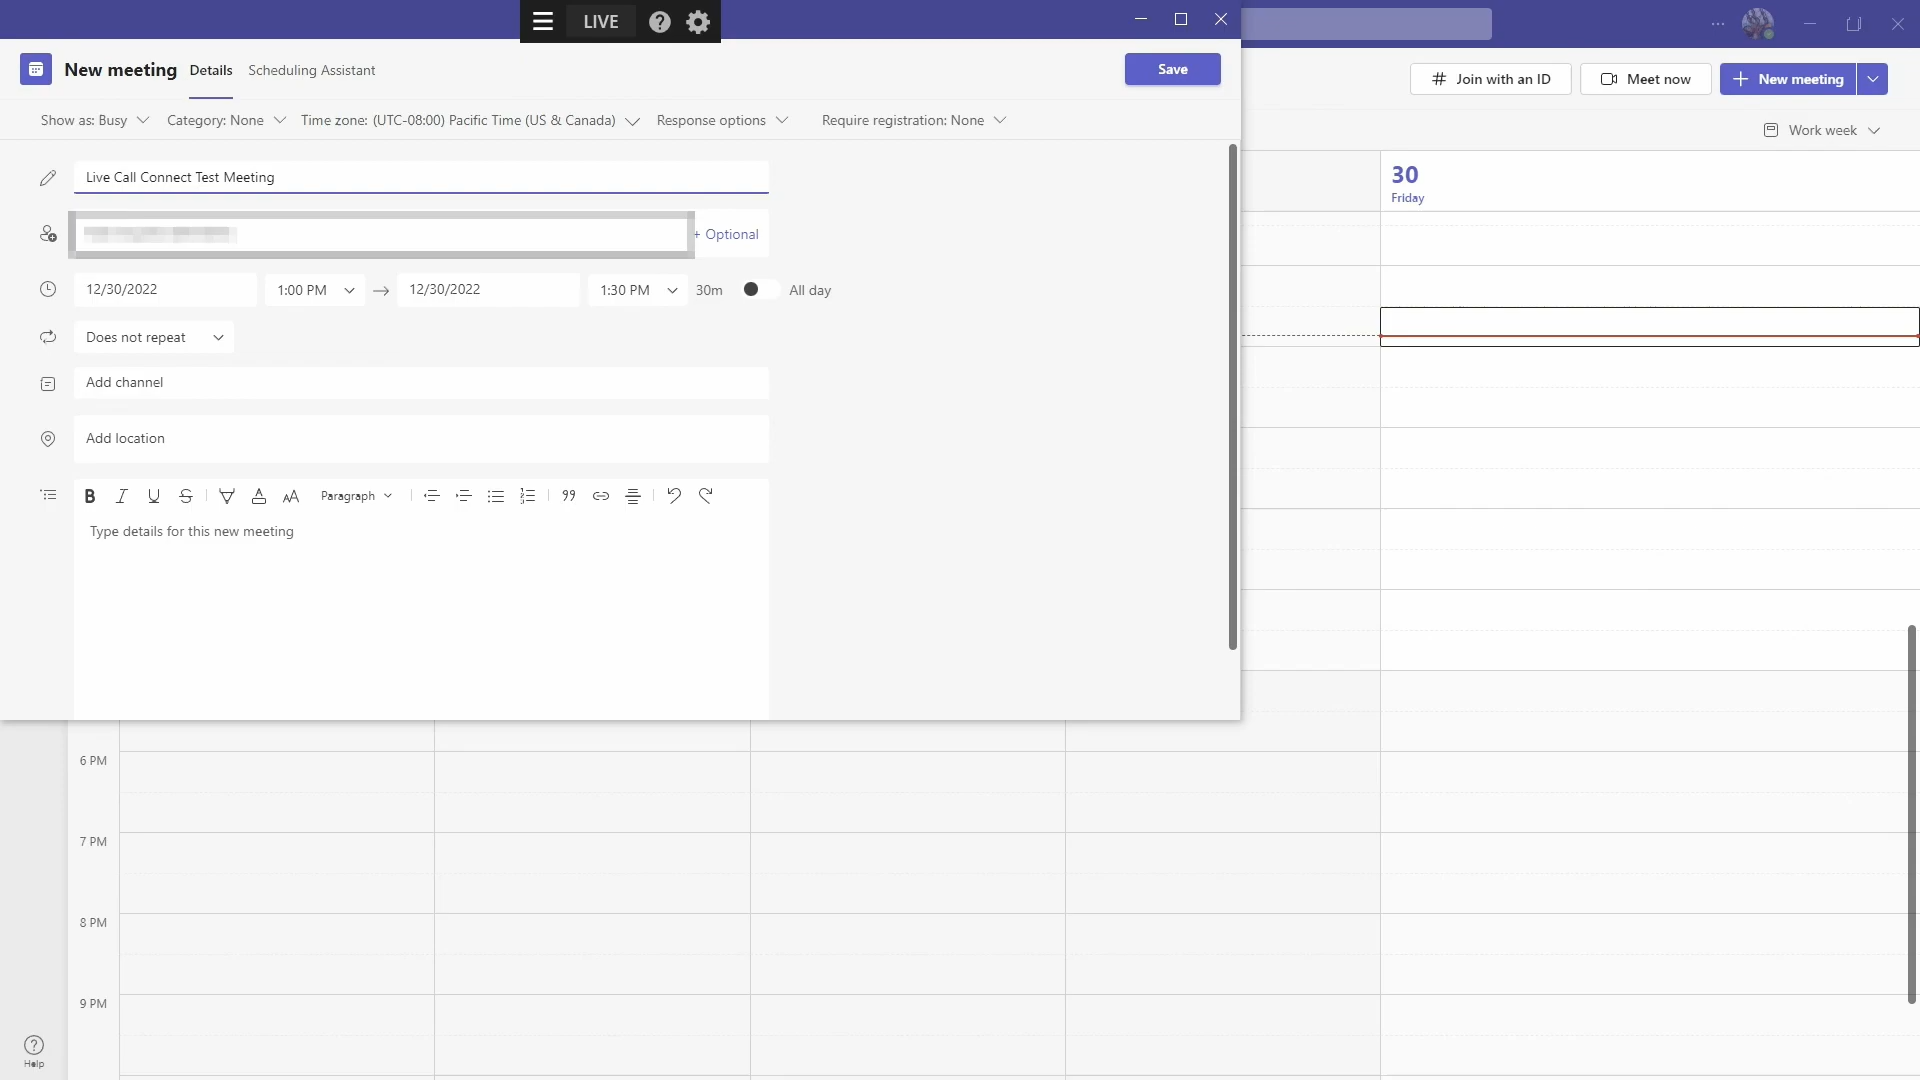 LIVE
New meeting Details Scheduling Assistant
Save
Join with an ID
Meet now
New meeting
Show as: Busy
Category: None
Time zone: (UTC-08:00) Pacific Time (US & Canada)
Response options
Require registration: None
Work week
Live Call Connect Test Meeting
+ Optional
12/30/2022 1:00 PM → 12/30/2022 1:30 PM 30m All day
Does not repeat
Add channel
Add location
B I U S A AA Paragraph
Type details for this new meeting
30
Friday
6 PM
7 PM
8 PM
9 PM
Help